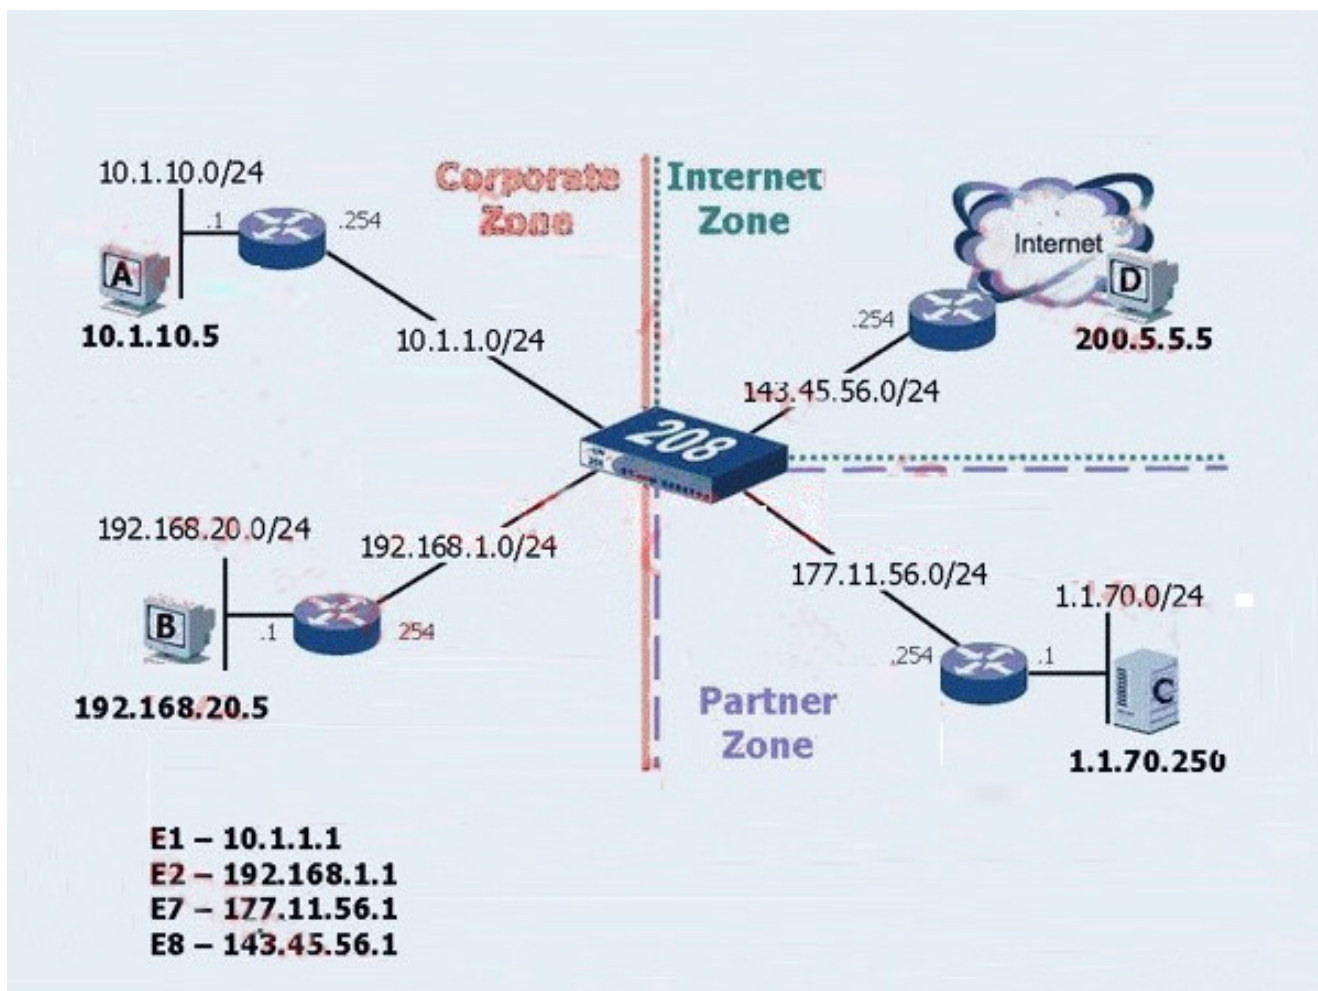 10.1.10.0/24
.1
.254
A
10.1.10.5
Corporate
Zone
Internet
Zone
Internet
D
.254
200.5.5.5
10.1.1.0/24
143.45.56.0/24
208
192.168.20.0/24
192.168.1.0/24
B
.1
254
192.168.20.5
177.11.56.0/24
1.1.70.0/24
.254
.1
C
1.1.70.250
Partner
Zone
E1 – 10.1.1.1
E2 – 192.168.1.1
E7 – 177.11.56.1
E8 – 143.45.56.1